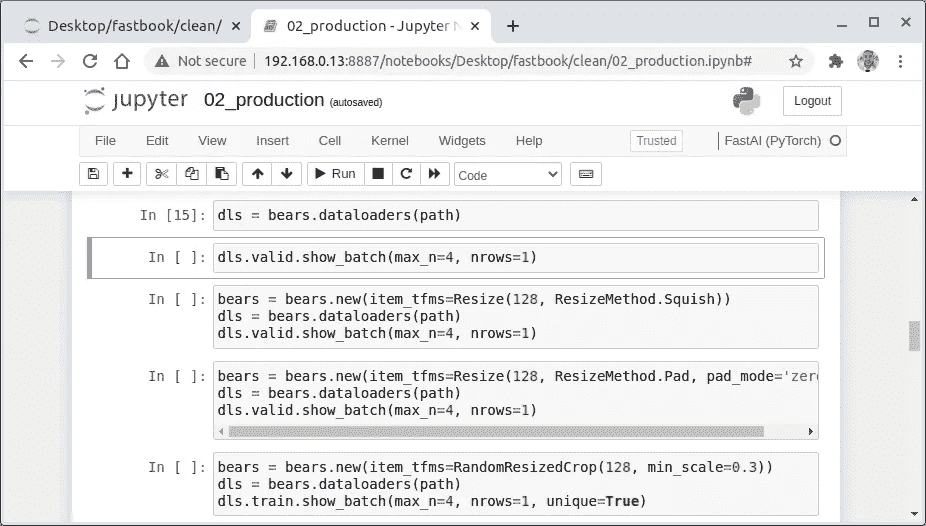 Desktop/fastbook/clean/
02_production - Jupyter N
Not secure | 192.168.0.13:8887/notebooks/Desktop/fastbook/clean/02_production.ipynb#
jupyter 02_production (autosaved)
Logout
File Edit View Insert Cell Kernel Widgets Help Trusted FastAI (PyTorch)
Run Code
In [15]: dls = bears.dataloaders(path)
In [ ]: dls.valid.show_batch(max_n=4, nrows=1)
In [ ]: bears = bears.new(item_tfms=Resize(128, ResizeMethod.Squish))
dls = bears.dataloaders(path)
dls.valid.show_batch(max_n=4, nrows=1)
In [ ]: bears = bears.new(item_tfms=Resize(128, ResizeMethod.Pad, pad_mode='zero
dls = bears.dataloaders(path)
dls.valid.show_batch(max_n=4, nrows=1)
In [ ]: bears = bears.new(item_tfms=RandomResizedCrop(128, min_scale=0.3))
dls = bears.dataloaders(path)
dls.train.show_batch(max_n=4, nrows=1, unique=True)